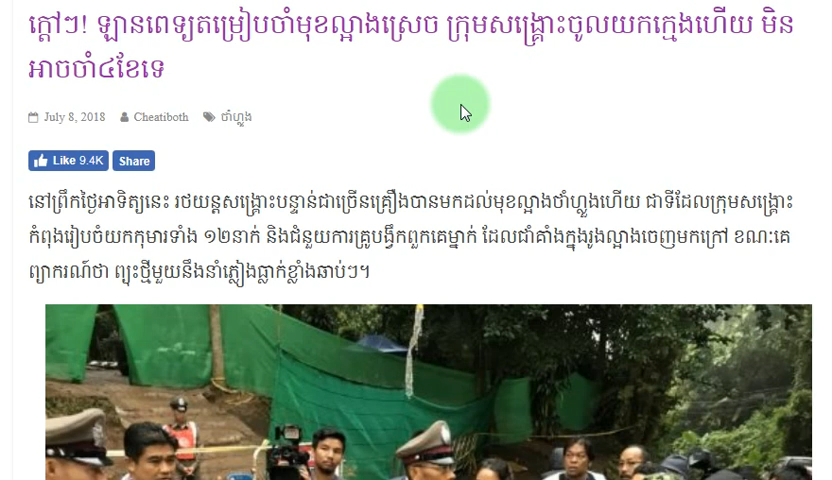 ក្ដៅៗ! ឡានពេទ្យតម្រៀបចាំមុខល្អាងស្រេច ក្រុមសង្គ្រោះចូលយកក្មេងហើយ មិន
អាចចាំ៤ខែទេ
July 8, 2018 Cheatiboth ថាំហ្លួង
Like 9.4K Share
នៅព្រឹកថ្ងៃអាទិត្យនេះ រថយន្តសង្គ្រោះបន្ទាន់ជាច្រើនគ្រឿងបានមកដល់មុខល្អាងថាំហ្លួងហើយ ជាទីដែលក្រុមសង្គ្រោះ
កំពុងរៀបចំយកកុមារទាំង ១២នាក់ និងជំនួយការគ្រូបង្វឹកពួកគេម្នាក់ ដែលជាំគាំងក្នុងរូងល្អាងចេញមកក្រៅ ខណៈគេ
ព្យាករណ៍ថា ព្យុះថ្មីមួយនឹងនាំភ្លៀងធ្លាក់ខ្លាំងឆាប់ៗ។